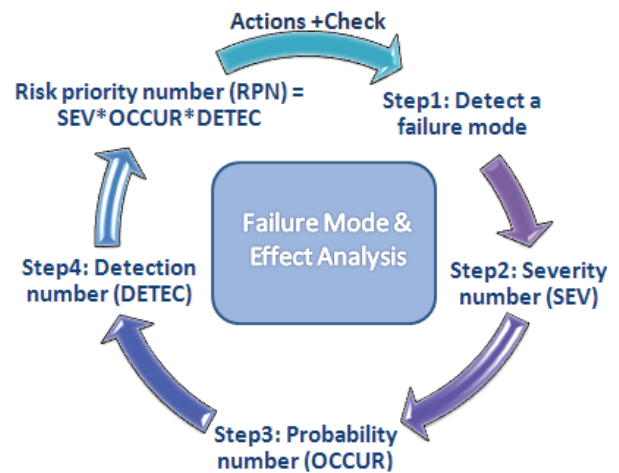 Actions +Check
Step1: Detect a
failure mode
Step2: Severity
number (SEV)
Step3: Probability
number (OCCUR)
Step4: Detection
number (DETEC)
Risk priority number (RPN) =
SEV*OCCUR*DETEC
Failure Mode &
Effect Analysis